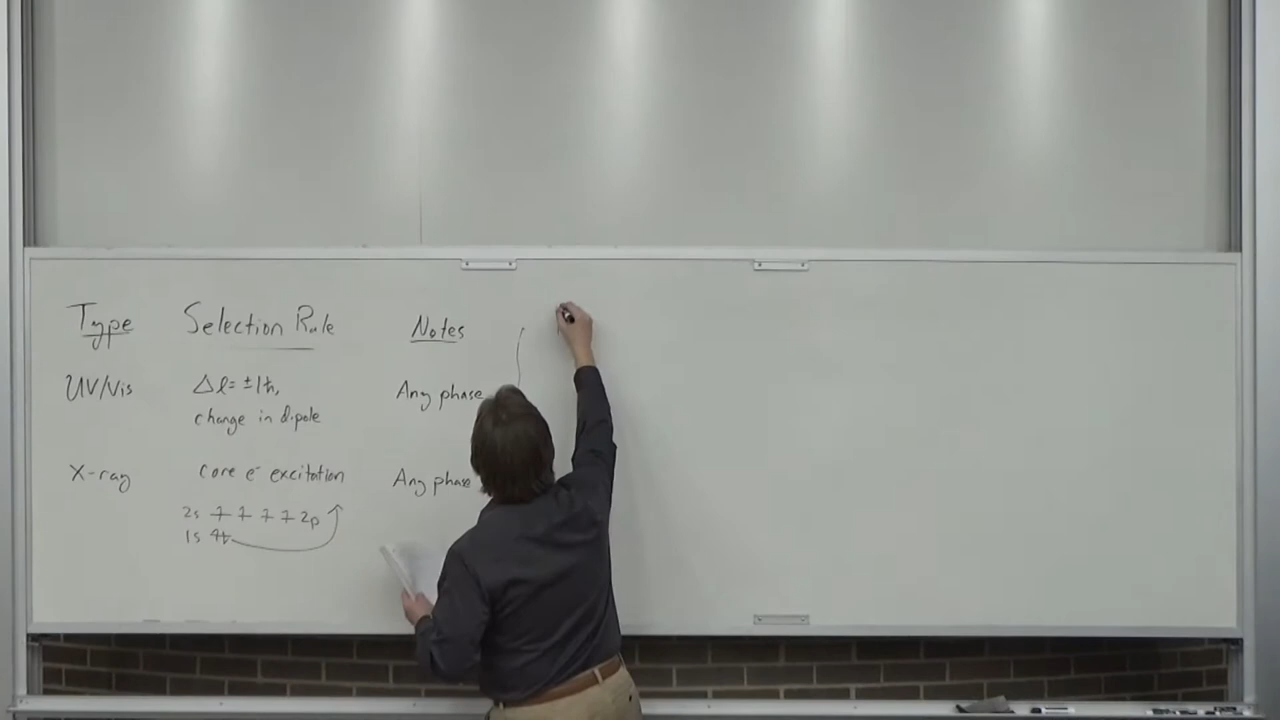 Type Selection Rule Notes
UV/Vis Δl= ±1ħ, Any phase
change in dipole
X-ray core e⁻ excitation Any phase
2s 2p
1s